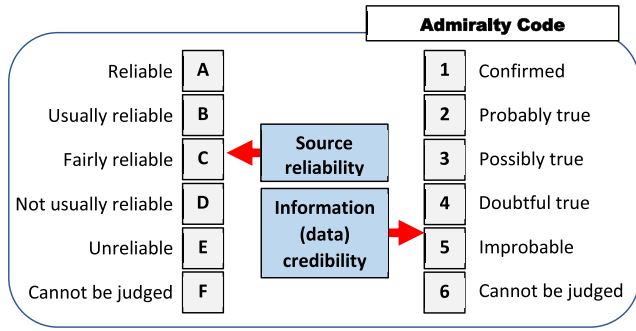 Admiralty Code
Reliable A
Usually reliable B
Fairly reliable C
Not usually reliable D
Unreliable E
Cannot be judged F
Source
reliability
Information
(data)
credibility
1 Confirmed
2 Probably true
3 Possibly true
4 Doubtful true
5 Improbable
6 Cannot be judged